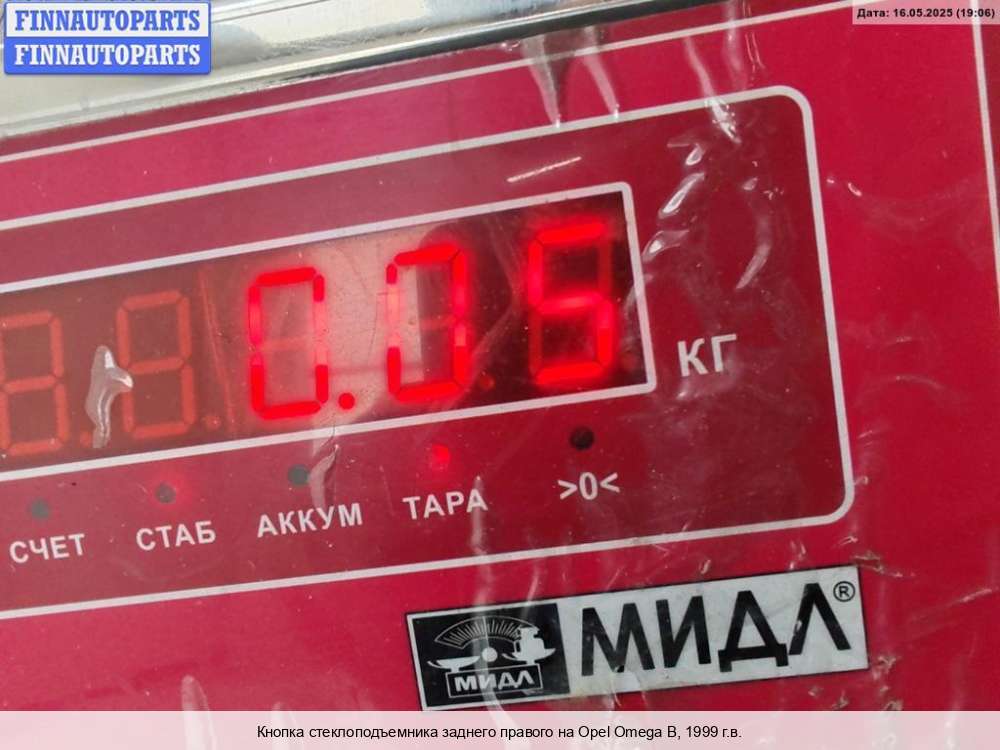 FINNAUTOPARTS
FINNAUTOPARTS
Дата: 16.05.2025 (19:06)
0.05
КГ
СЧЕТ СТАБ АККУМ ТАРА >0<
МИДЛ®
МИДЛ
Кнопка стеклоподъемника заднего правого на Opel Omega B, 1999 г.в.